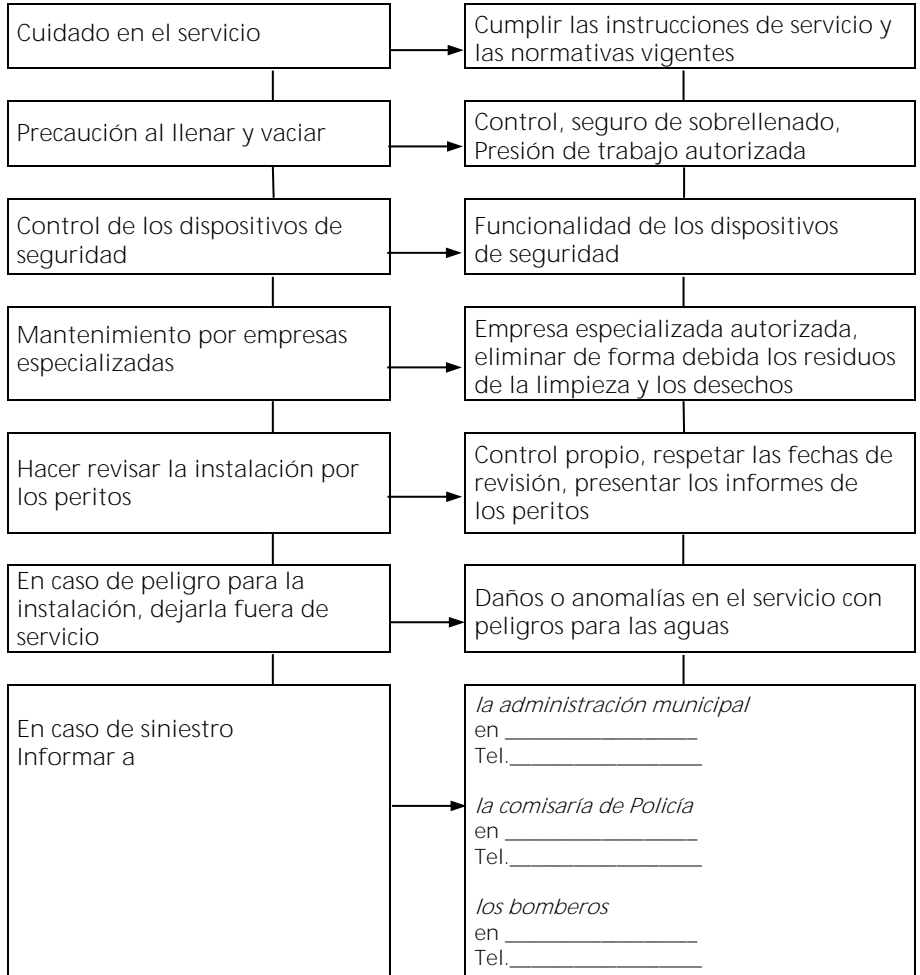 Cuidado en el servicio
Cumplir las instrucciones de servicio y
las normativas vigentes
Precaución al llenar y vaciar
Control, seguro de sobrellenado,
Presión de trabajo autorizada
Control de los dispositivos de
seguridad
Funcionalidad de los dispositivos
de seguridad
Mantenimiento por empresas
especializadas
Empresa especializada autorizada,
eliminar de forma debida los residuos
de la limpieza y los desechos
Hacer revisar la instalación por
los peritos
Control propio, respetar las fechas de
revisión, presentar los informes de
los peritos
En caso de peligro para la
instalación, dejarla fuera de
servicio
Daños o anomalías en el servicio con
peligros para las aguas
En caso de siniestro
Informar a
la administración municipal
en __________________
Tel.__________________
la comisaría de Policía
en __________________
Tel.__________________
los bomberos
en __________________
Tel.__________________